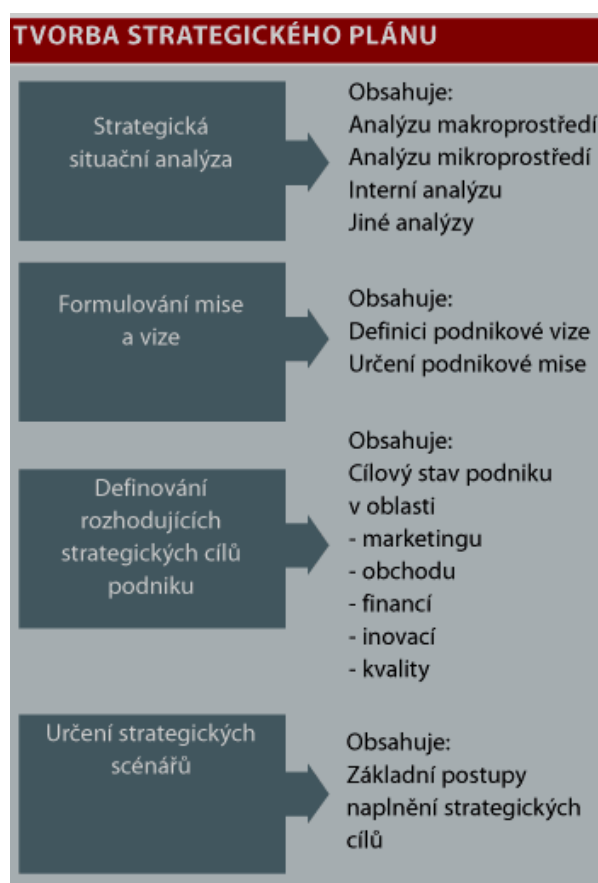 TVORBA STRATEGICKÉHO PLÁNU
Strategická
situační analýza
Obsahuje:
Analýzu makroprostředí
Analýzu mikroprostředí
Interní analýzu
Jiné analýzy
Formulování mise
a vize
Obsahuje:
Definici podnikové vize
Určení podnikové mise
Definování
rozhodujících
strategických cílů
podniku
Obsahuje:
Cílový stav podniku
v oblasti
- marketingu
- obchodu
- financí
- inovací
- kvality
Určení strategických
scénářů
Obsahuje:
Základní postupy
naplnění strategických
cílů